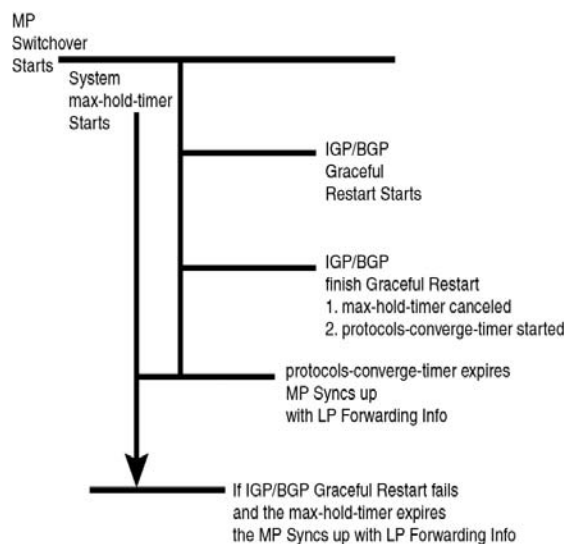 MP
Switchover
Starts
System
max-hold-timer
Starts
IGP/BGP
Graceful
Restart Starts
IGP/BGP
finish Graceful Restart
1. max-hold-timer canceled
2. protocols-converge-timer started
protocols-converge-timer expires
MP Syncs up
with LP Forwarding Info
If IGP/BGP Graceful Restart fails
and the max-hold-timer expires
the MP Syncs up with LP Forwarding Info